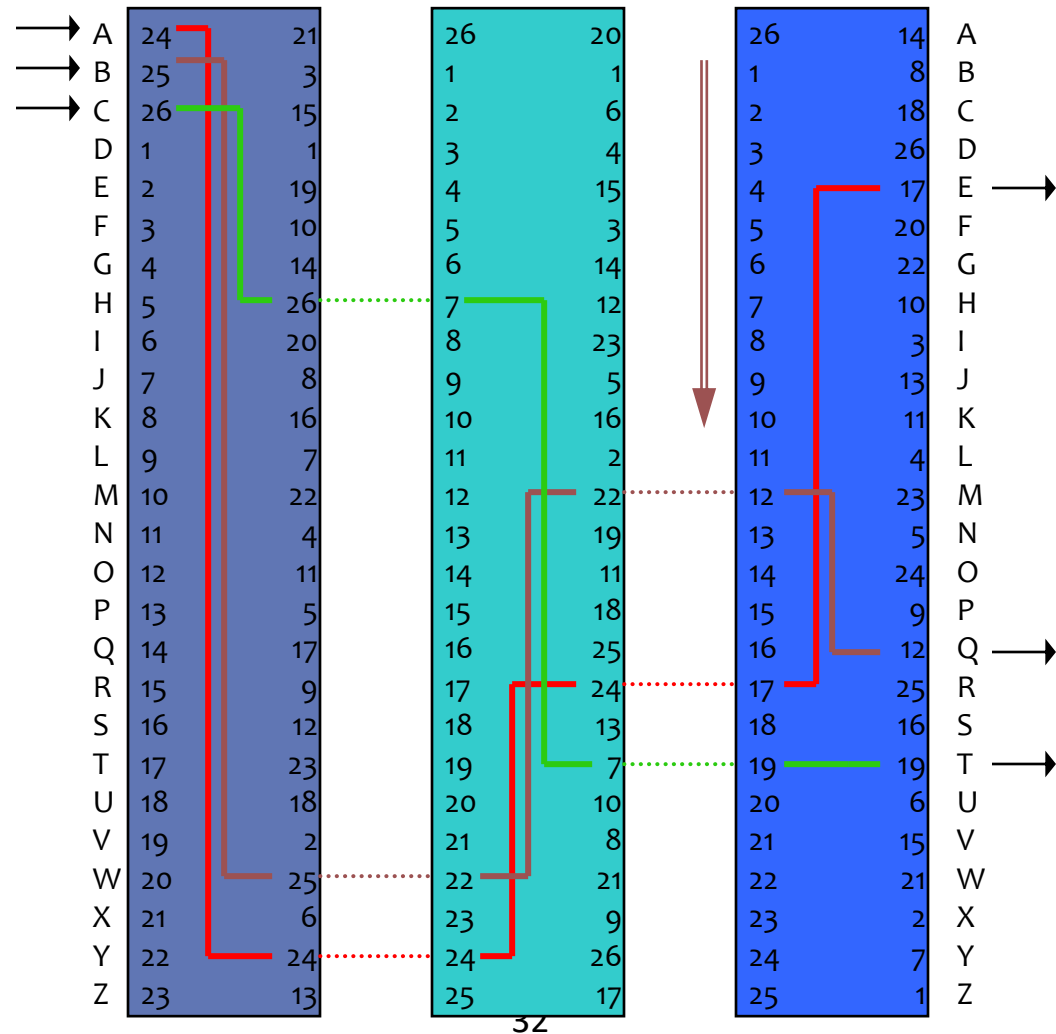 A 24 21 26 20 26 14 A
B 25 3 1 1 1 8 B
C 26 15 2 6 2 18 C
D 1 1 3 4 3 26 D
E 2 19 4 15 4 17 E
F 3 10 5 3 5 20 F
G 4 14 6 14 6 22 G
H 5 26 7 12 7 10 H
I 6 20 8 23 8 3 I
J 7 8 9 5 9 13 J
K 8 16 10 16 10 11 K
L 9 7 11 2 11 4 L
M 10 22 12 22 12 23 M
N 11 4 13 19 13 5 N
O 12 11 14 11 14 24 O
P 13 5 15 18 15 9 P
Q 14 17 16 25 16 12 Q
R 15 9 17 24 17 25 R
S 16 12 18 13 18 16 S
T 17 23 19 7 19 19 T
U 18 18 20 10 20 6 U
V 19 2 21 8 21 15 V
W 20 25 22 21 22 21 W
X 21 6 23 9 23 2 X
Y 22 24 24 26 24 7 Y
Z 23 13 25 17 25 1 Z
32